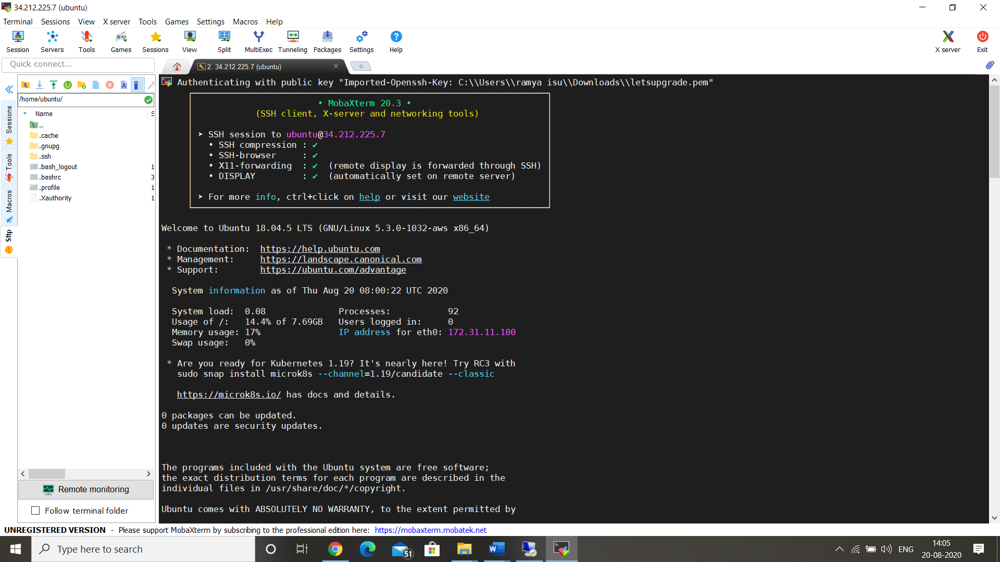 34.212.225.7 (ubuntu)
Terminal Sessions View X server Tools Games Settings Macros Help
Session Servers Tools Games Sessions View Split MultiExec Tunneling Packages Settings Help X server Exit
Quick connect...
2. 34.212.225.7 (ubuntu)
/home/ubuntu/
Name S
..
.cache
.gnupg
.ssh
.bash_logout 1
.bashrc 3
.profile 1
.Xauthority 1
Sessions
Tools
Macros
Sftp
Remote monitoring
Follow terminal folder
Authenticating with public key "Imported-Openssh-Key: C:\\Users\\ramya isu\\Downloads\\letsupgrade.pem"
• MobaXterm 20.3 •
(SSH client, X-server and networking tools)
➤ SSH session to ubuntu@34.212.225.7
• SSH compression : ✔
• SSH-browser : ✔
• X11-forwarding : ✔ (remote display is forwarded through SSH)
• DISPLAY : ✔ (automatically set on remote server)
➤ For more info, ctrl+click on help or visit our website
Welcome to Ubuntu 18.04.5 LTS (GNU/Linux 5.3.0-1032-aws x86_64)
* Documentation: https://help.ubuntu.com
* Management: https://landscape.canonical.com
* Support: https://ubuntu.com/advantage
System information as of Thu Aug 20 08:00:22 UTC 2020
System load: 0.08 Processes: 92
Usage of /: 14.4% of 7.69GB Users logged in: 0
Memory usage: 17% IP address for eth0: 172.31.11.100
Swap usage: 0%
* Are you ready for Kubernetes 1.19? It's nearly here! Try RC3 with
sudo snap install microk8s --channel=1.19/candidate --classic
https://microk8s.io/ has docs and details.
0 packages can be updated.
0 updates are security updates.
The programs included with the Ubuntu system are free software;
the exact distribution terms for each program are described in the
individual files in /usr/share/doc/*/copyright.
Ubuntu comes with ABSOLUTELY NO WARRANTY, to the extent permitted by
UNREGISTERED VERSION - Please support MobaXterm by subscribing to the professional edition here: https://mobaxterm.mobatek.net
Type here to search
51
ENG
14:05
20-08-2020